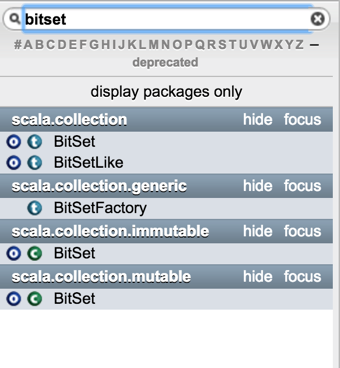 bitset
#ABCDEFGHIJKLMNOPQRSTUVWXYZ –
deprecated
display packages only
scala.collection hide focus
O t BitSet
O t BitSetLike
scala.collection.generic hide focus
t BitSetFactory
scala.collection.immutable hide focus
O C BitSet
scala.collection.mutable hide focus
O C BitSet